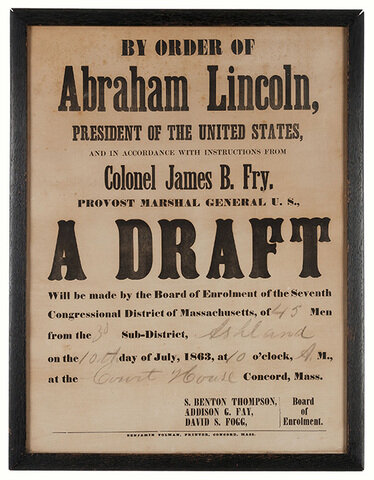 BY ORDER OF
Abraham Lincoln,
PRESIDENT OF THE UNITED STATES,
AND IN ACCORDANCE WITH INSTRUCTIONS FROM
Colonel James B. Fry.
PROVOST MARSHAL GENERAL U. S.,
A DRAFT
Will be made by the Board of Enrolment of the Seventh
Congressional District of Massachusetts, of 45 Men
from the 3d Sub-District, Ashland
on the 10th day of July, 1863, at 10 o'clock, A. M.,
at the Court House Concord, Mass.
S. BENTON THOMPSON,
ADDISON G. FAY,
DAVID S. FOGG,
Board
of
Enrolment.
BENJAMIN TOLMAN, PRINTER, CONCORD, MASS.